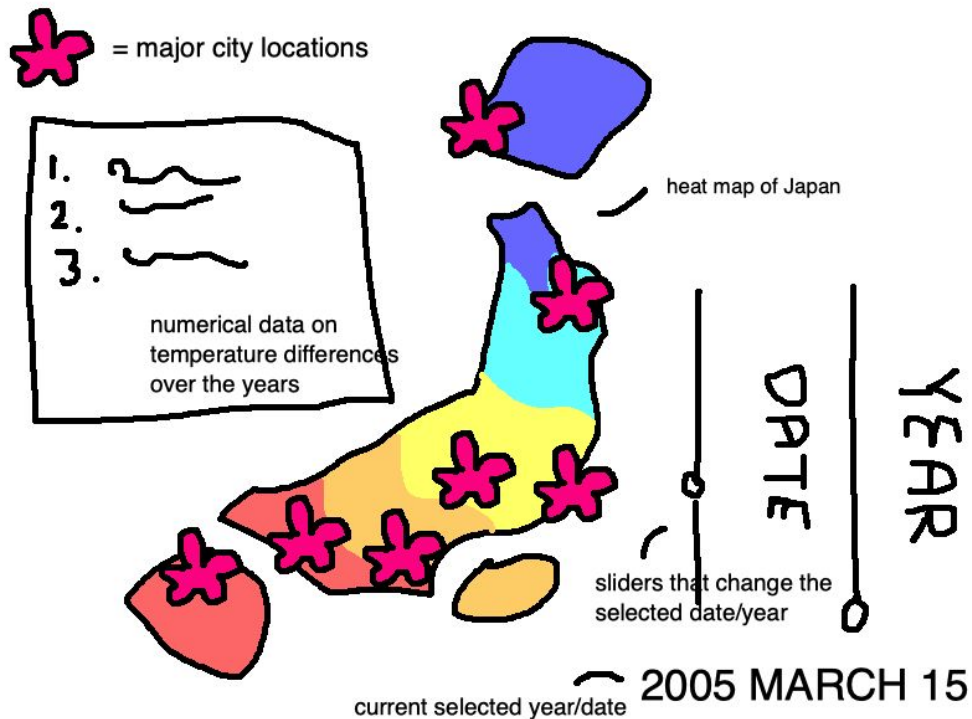 = major city locations
1.
2.
3.
numerical data on
temperature differences
over the years
heat map of Japan
DATE
YEAR
sliders that change the
selected date/year
current selected year/date
2005 MARCH 15